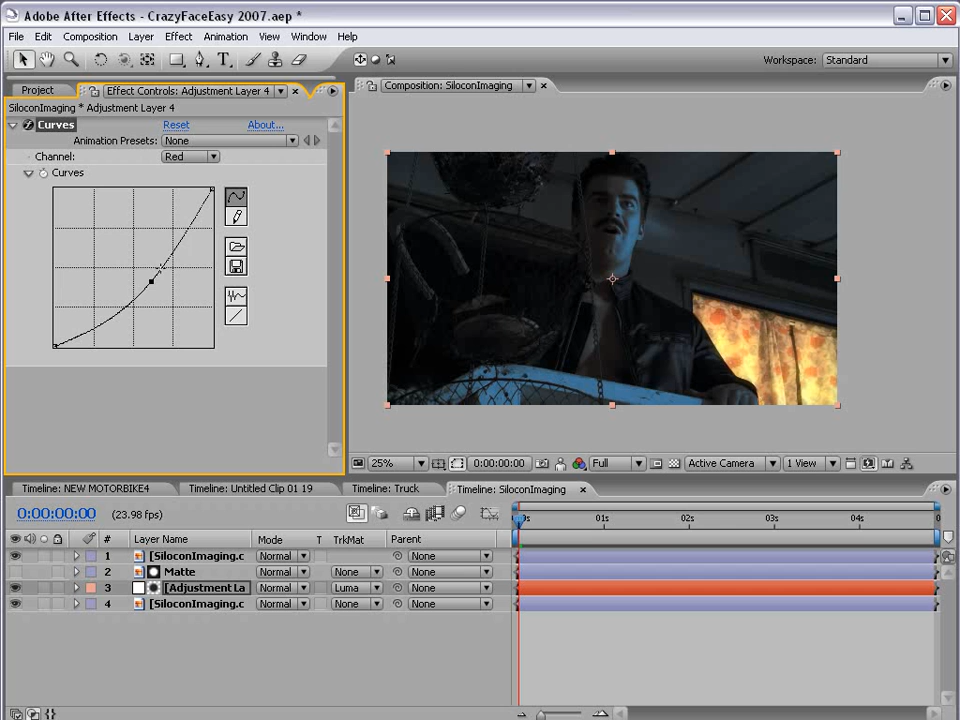 Adobe After Effects - CrazyFaceEasy 2007.aep *
File Edit Composition Layer Effect Animation View Window Help
Workspace: Standard
Project Effect Controls: Adjustment Layer 4
Composition: SiloconImaging
SiloconImaging * Adjustment Layer 4
Curves Reset About...
Animation Presets: None
Channel: Red
Curves
25% 0:00:00:00 Full Active Camera 1 View
Timeline: NEW MOTORBIKE4 Timeline: Untitled Clip 01 19 Timeline: Truck Timeline: SiloconImaging
0:00:00:00 (23.98 fps)
01s 02s 03s 04s
# Layer Name Mode T TrkMat Parent
1 [SiloconImaging.c Normal None
2 Matte Normal None None
3 [Adjustment La Normal Luma None
4 [SiloconImaging.c Normal None None